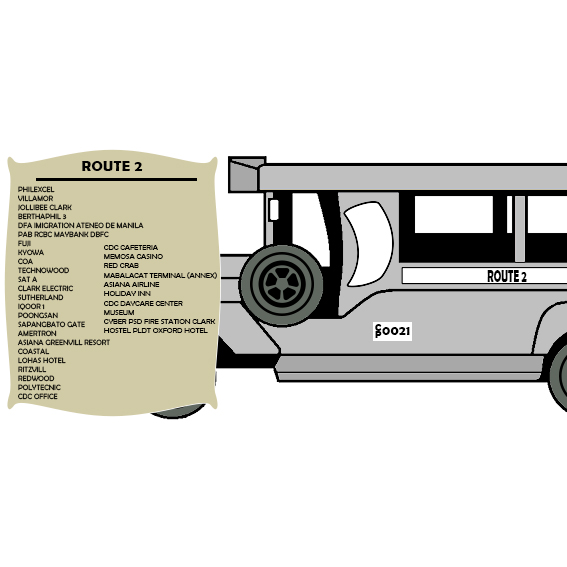 ROUTE 2
PHILEXCEL
VILLAMOR
JOLLIBEE CLARK
BERTHAPHIL 3
DFA IMIGRATION ATENEO DE MANILA
PAB RCBC MAYBANK DBFC
FUJI
KYOWA
COA
TECHNOWOOD
SAT A
CLARK ELECTRIC
SUTHERLAND
IQOOR 1
POONGSAN
SAPANGBATO GATE
AMERTRON
ASIANA GREENVILL RESORT
COASTAL
LOHAS HOTEL
RITZVILL
REDWOOD
POLYTECNIC
CDC OFFICE
CDC CAFETERIA
MEMOSA CASINO
RED CRAB
MABALACAT TERMINAL (ANNEX)
ASIANA AIRLINE
HOLIDAY INN
CDC DAYCARE CENTER
MUSEUM
CYBER PSD FIRE STATION CLARK
HOSTEL PLDT OXFORD HOTEL
ROUTE 2
0021